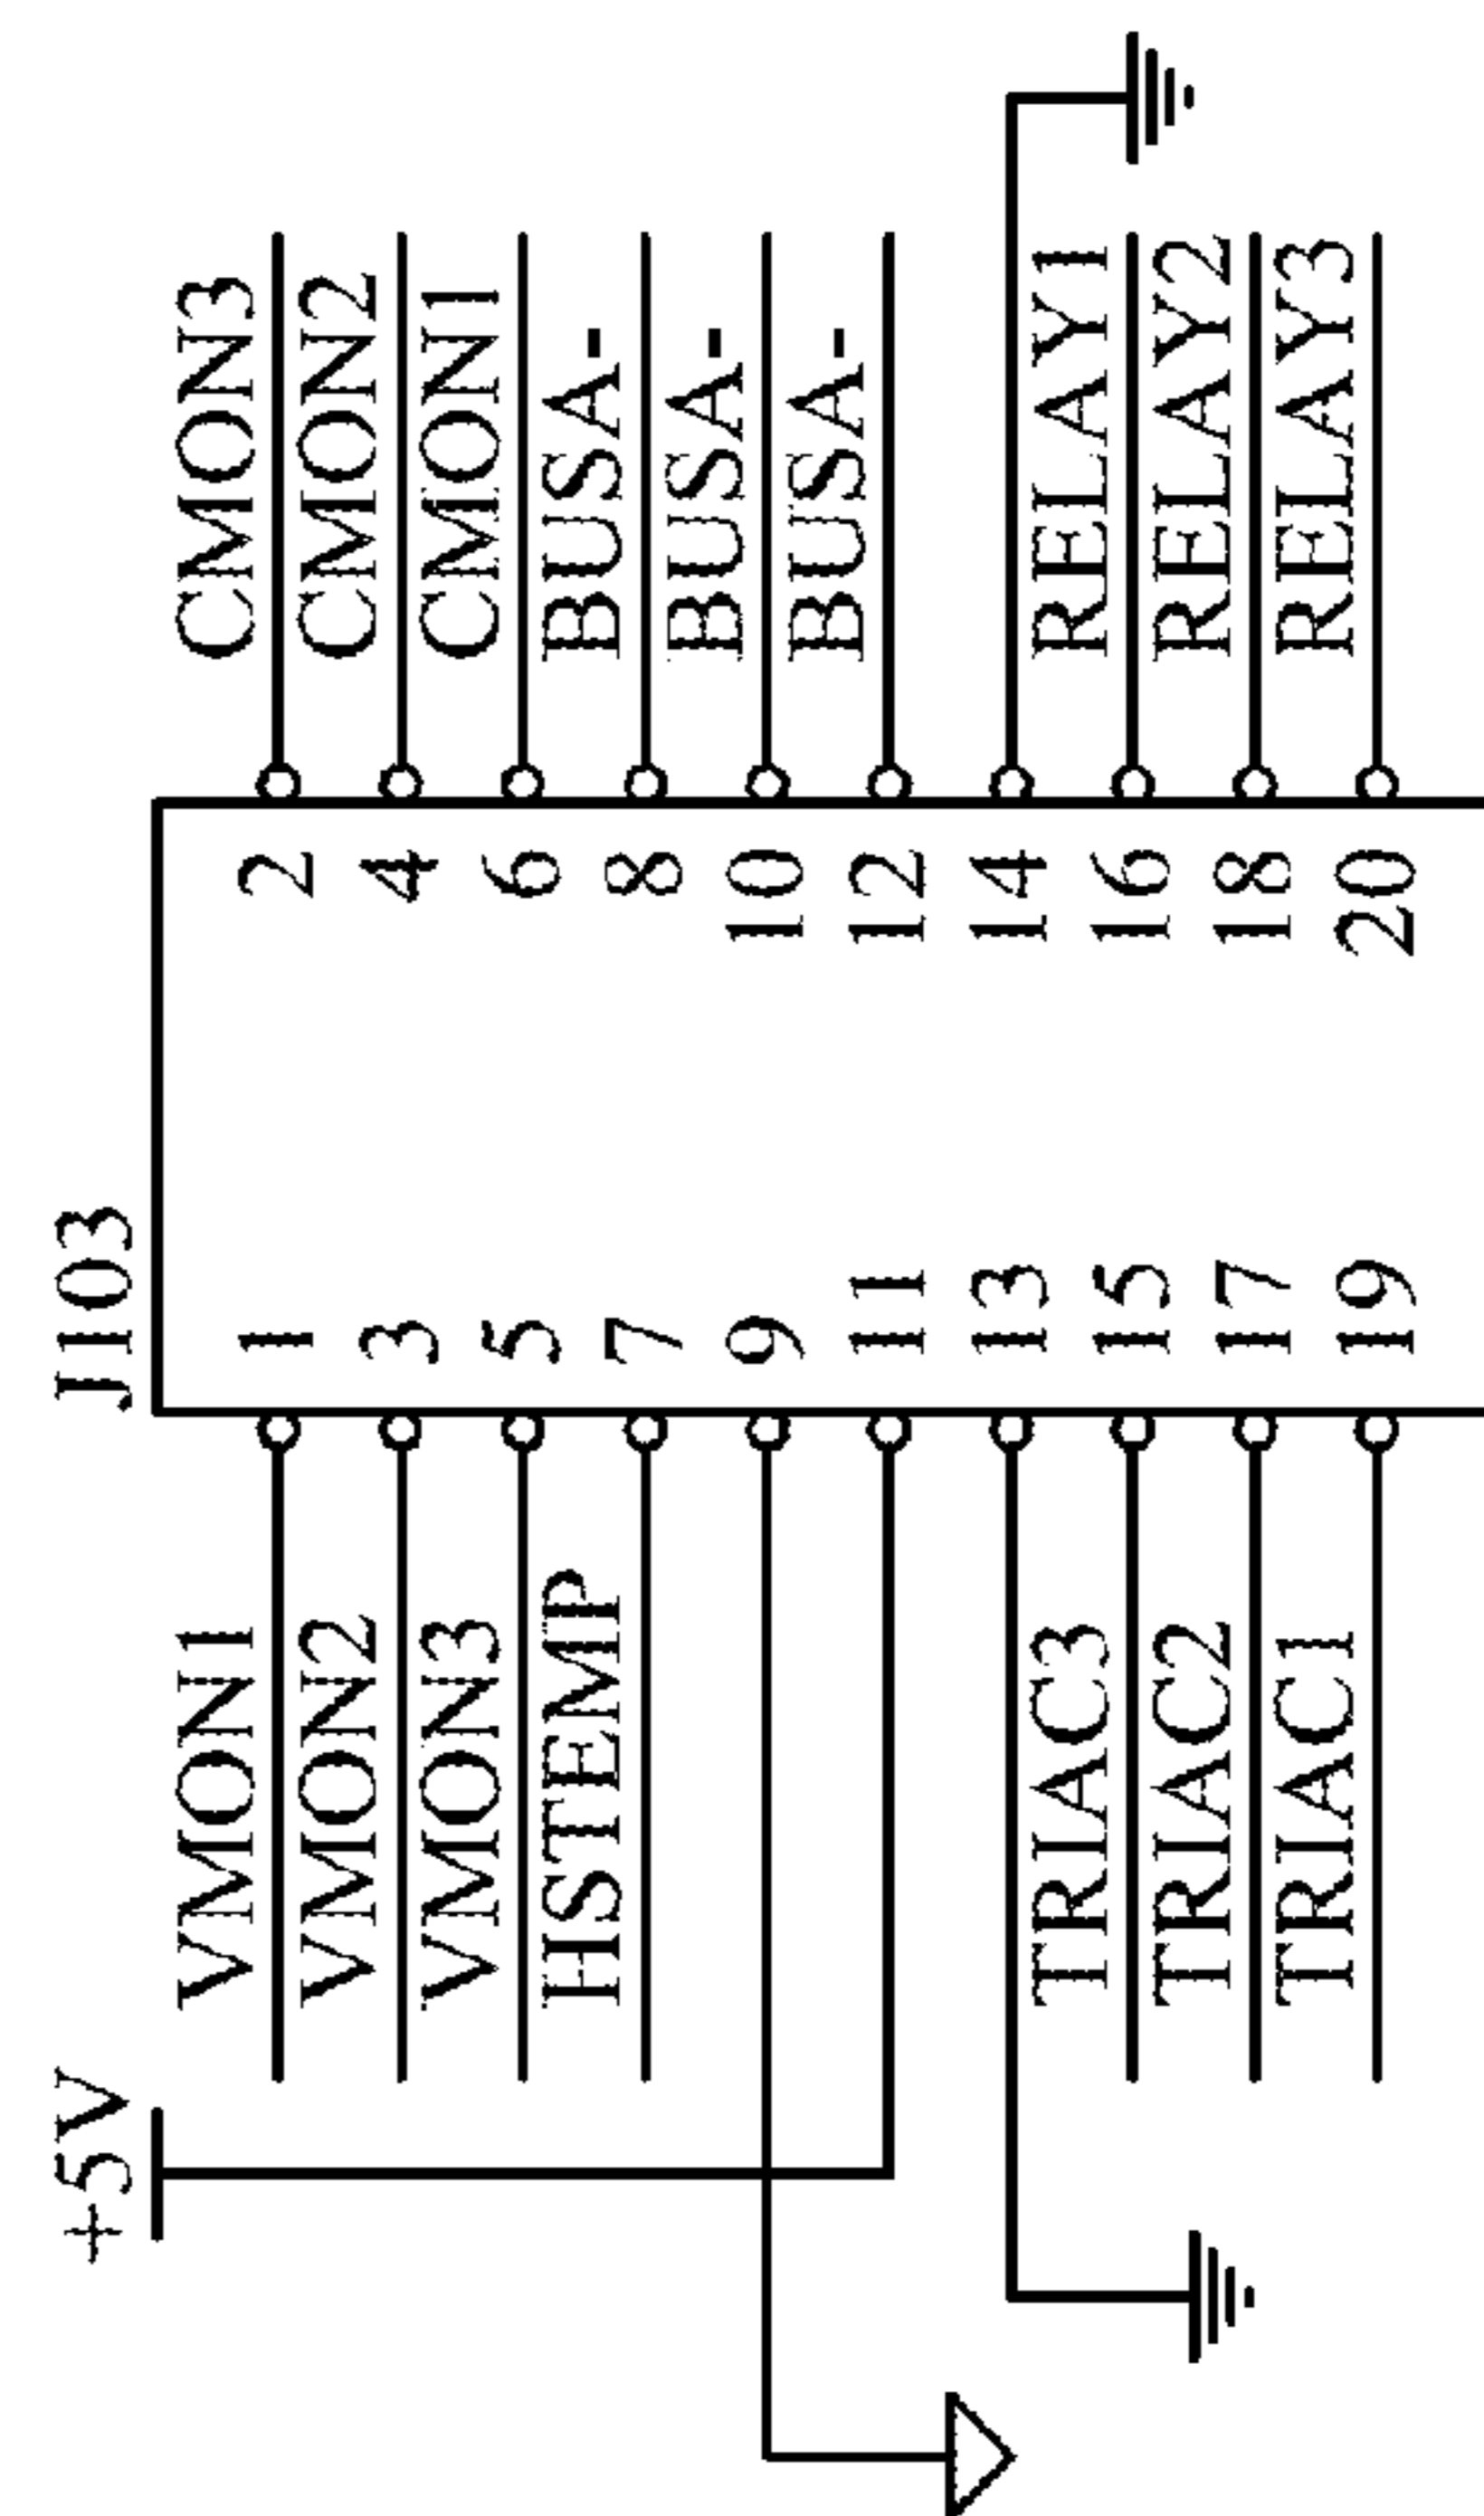 +5V
J103
VMON1 1 2 CMON3
VMON2 3 4 CMON2
VMON3 5 6 CMON1
HSTEMP 7 8 BUSA-
9 10 BUSA-
11 12 BUSA-
13 14
TRIAC3 15 16 RELAY1
TRIAC2 17 18 RELAY2
TRIAC1 19 20 RELAY3